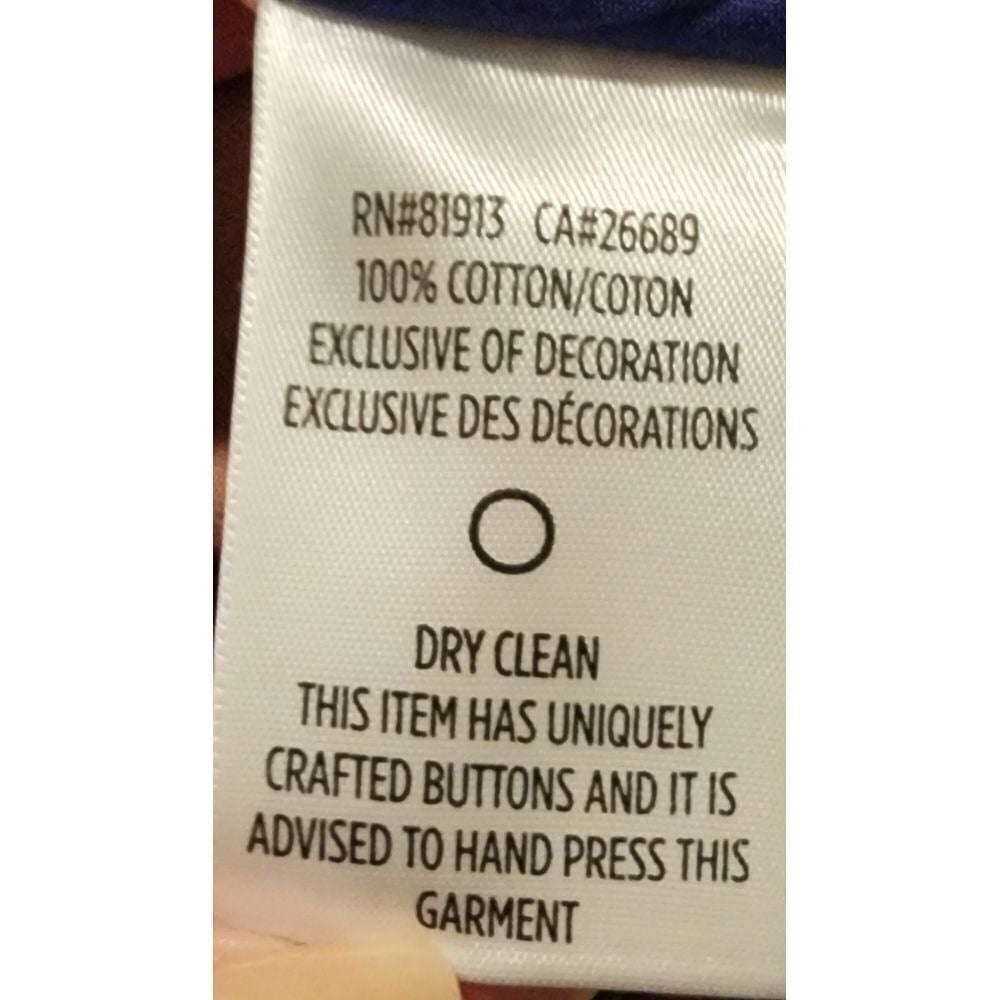 RN#81913 CA#26689
100% COTTON/COTON
EXCLUSIVE OF DECORATION
EXCLUSIVE DES DÉCORATIONS
DRY CLEAN
THIS ITEM HAS UNIQUELY
CRAFTED BUTTONS AND IT IS
ADVISED TO HAND PRESS THIS
GARMENT